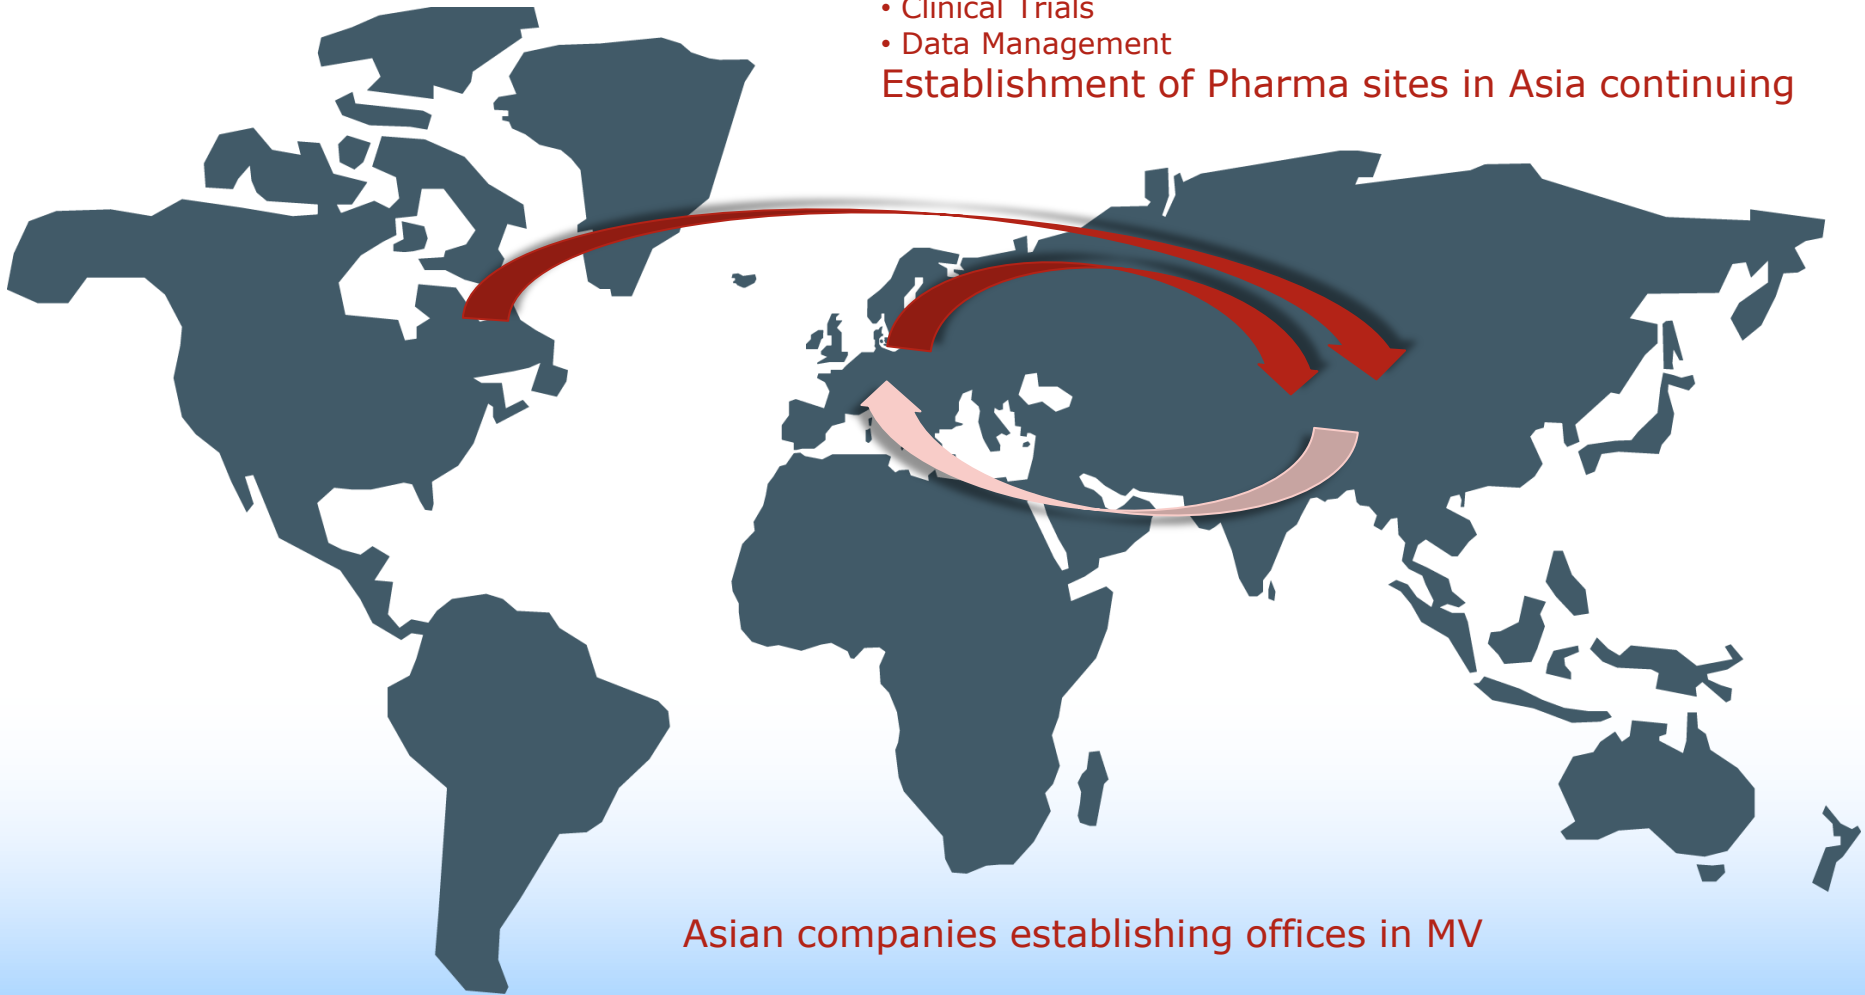 • Clinical Trials
• Data Management
Establishment of Pharma sites in Asia continuing
Asian companies establishing offices in MV